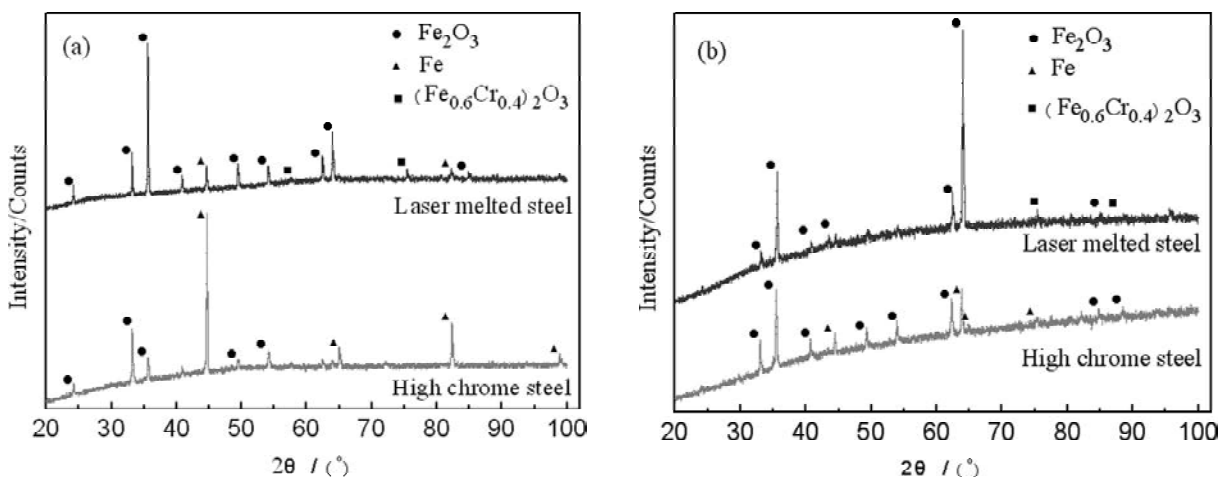 (a)
Fe2O3
Fe
(Fe0.6Cr0.4)2O3
Intensity/Counts
Laser melted steel
High chrome steel
20 30 40 50 60 70 80 90 100
2θ /(°)
(b)
Fe2O3
Fe
(Fe0.6Cr0.4)2O3
Intensity/Counts
Laser melted steel
High chrome steel
20 30 40 50 60 70 80 90 100
2θ /(°)